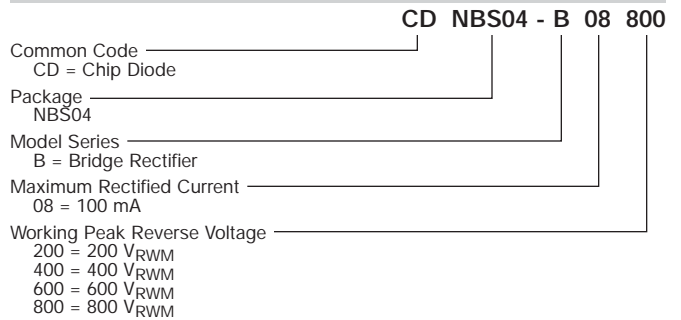 CD NBS04 - B 08 800
Common Code
CD = Chip Diode
Package
NBS04
Model Series
B = Bridge Rectifier
Maximum Rectified Current
08 = 100 mA
Working Peak Reverse Voltage
200 = 200 VRWM
400 = 400 VRWM
600 = 600 VRWM
800 = 800 VRWM